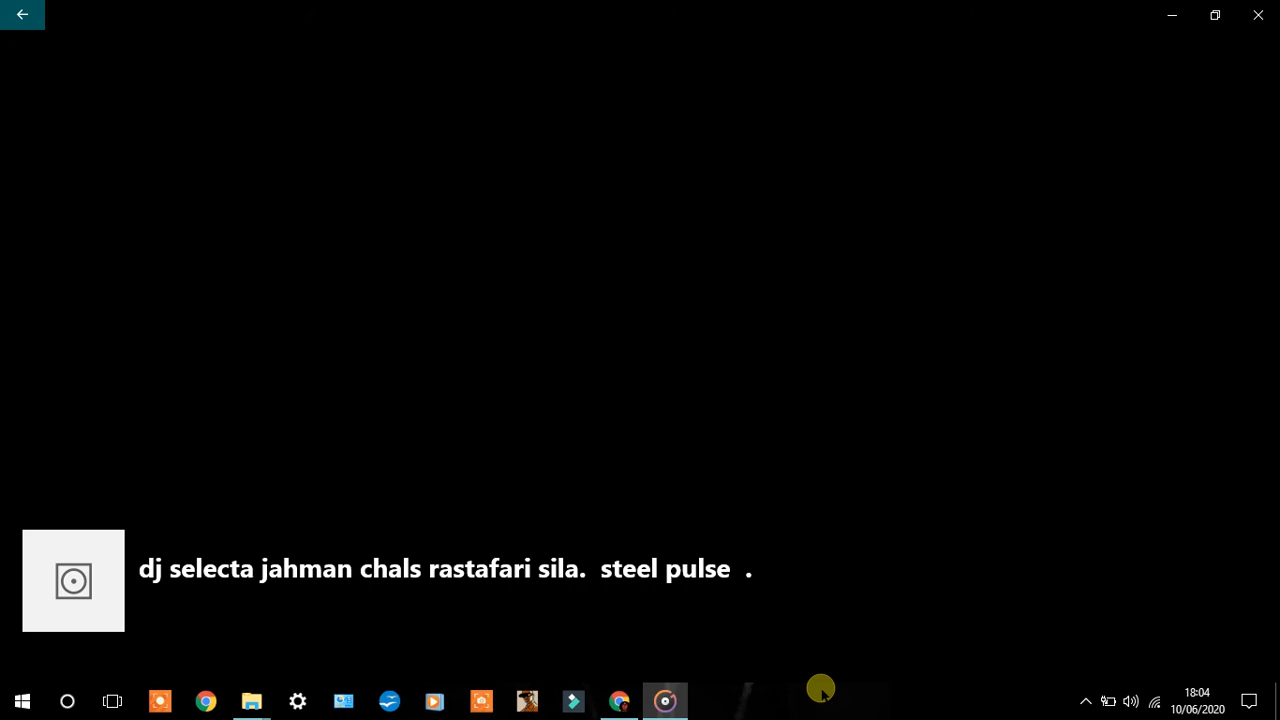 dj selecta jahman chals rastafari sila.  steel pulse  .
18:04
10/06/2020